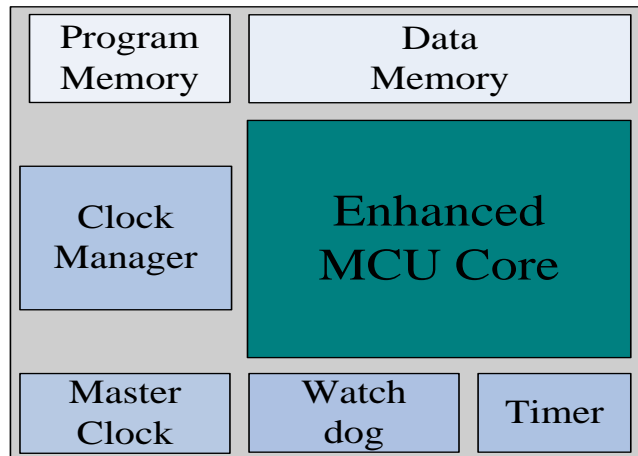 Program
Memory
Data
Memory
Clock
Manager
Enhanced
MCU Core
Master
Clock
Watch
dog
Timer